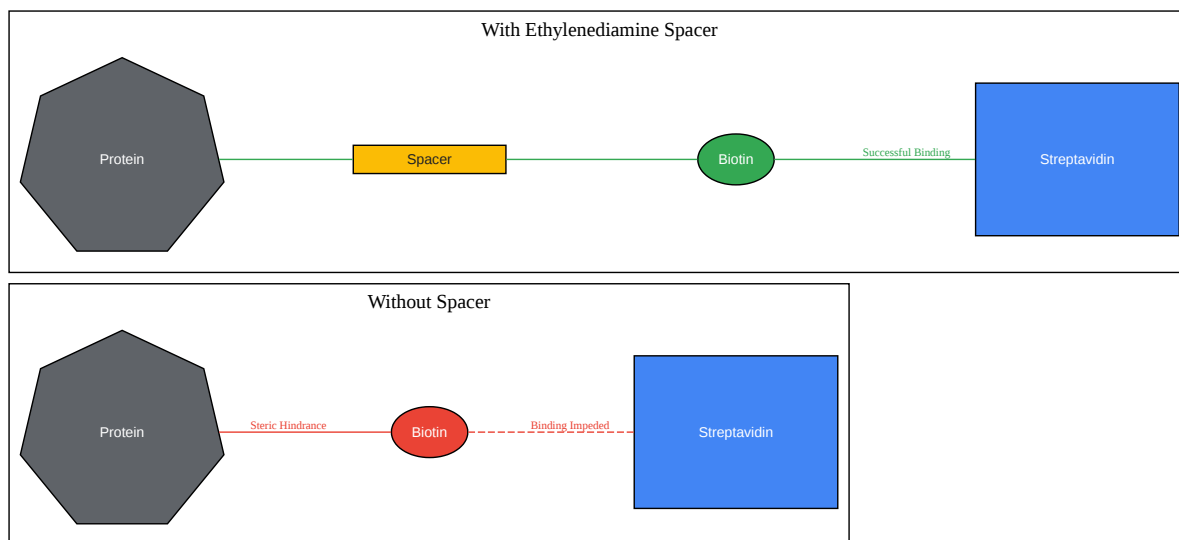 With Ethylenediamine Spacer
Protein
Spacer
Biotin
Successful Binding
Streptavidin
Without Spacer
Protein
Steric Hindrance
Biotin
Binding Impeded
Streptavidin